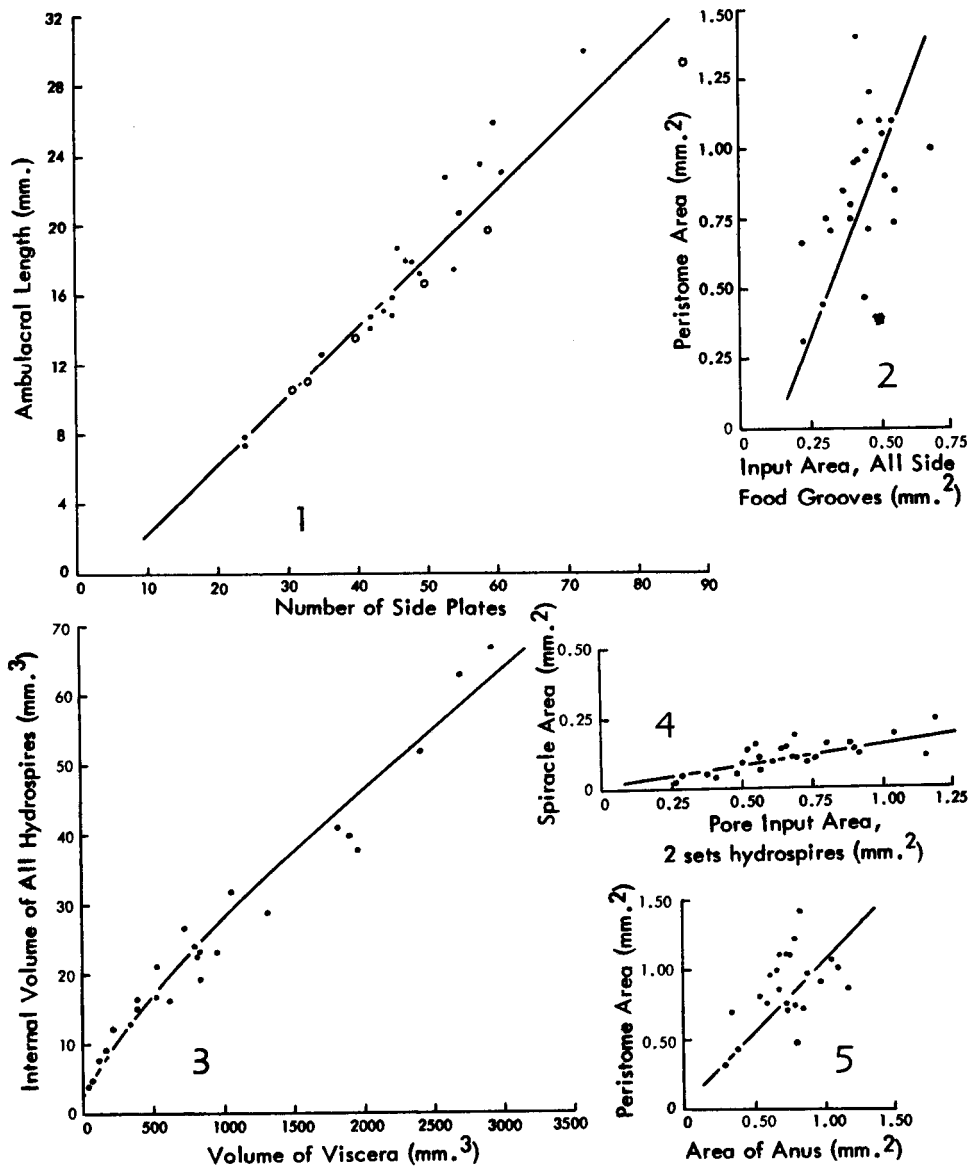 32
28
24
20
16
12
8
4
0
Ambulacral Length (mm.)
0 10 20 30 40 50 60 70 80 90
Number of Side Plates
1
1.50
1.25
1.00
0.75
0.50
0.25
0
Peristome Area (mm.²)
0 0.25 0.50 0.75
Input Area, All Side
Food Grooves (mm.²)
2
70
60
50
40
30
20
10
0
Internal Volume of All Hydrospires (mm.³)
0 500 1000 1500 2000 2500 3000 3500
Volume of Viscera (mm.³)
3
0.50
0.25
0
Spiracle Area (mm.²)
0 0.25 0.50 0.75 1.00 1.25
Pore Input Area,
2 sets hydrospires (mm.²)
4
1.50
1.00
0.50
0
Peristome Area (mm.²)
0 0.50 1.00 1.50
Area of Anus (mm.²)
5